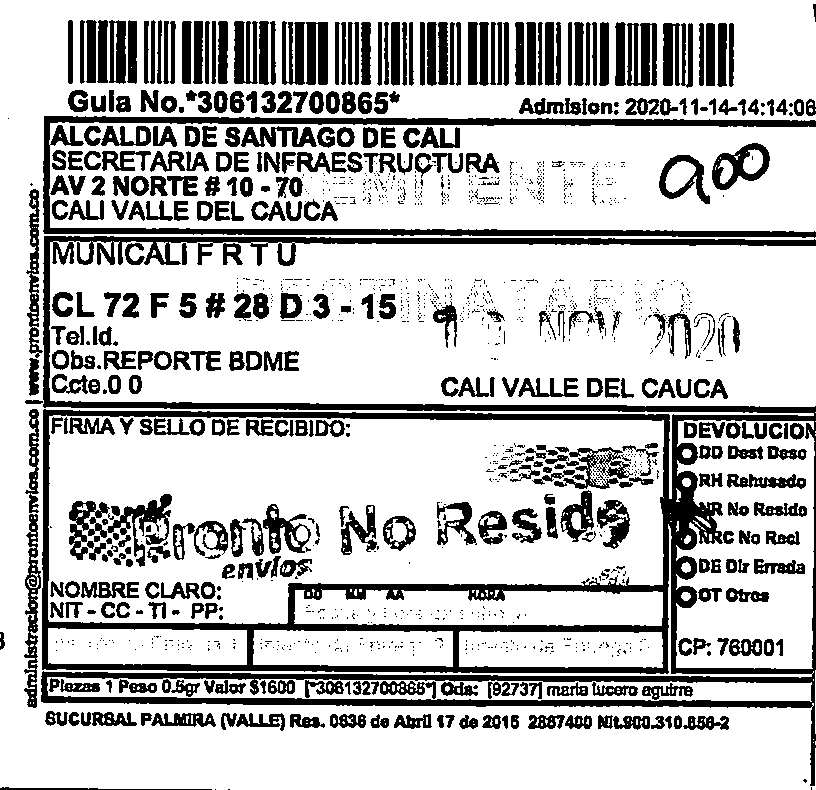 Guia No.*306132700865*
Admision: 2020-11-14-14:14:06
ALCALDIA DE SANTIAGO DE CALI
SECRETARIA DE INFRAESTRUCTURA
AV 2 NORTE # 10 - 70
CALI VALLE DEL CAUCA
REMITENTE
900
MUNICALI F R T U
DESTINATARIO
CL 72 F 5 # 28 D 3 - 15
NOV 2020
Tel.Id.
Obs.REPORTE BDME
Ccte.0 0
CALI VALLE DEL CAUCA
www.prontoenvios.com.co
administracion@prontoenvios.com.co
FIRMA Y SELLO DE RECIBIDO:
Pronto No Reside
envíos
NOMBRE CLARO:
NIT - CC - TI - PP:
DD MM AA HORA
DEVOLUCION
DD Dest Desc
RH Rehusado
NR No Reside
NRC No Recl
DE Dir Errada
OT Otros
CP: 760001
Piezas 1 Peso 0.5gr Valor $1600 [*306132700865*] Ods: [92737] maria lucero aguirre
SUCURSAL PALMIRA (VALLE) Res. 0636 de Abril 17 de 2015 2887400 Nit.900.310.856-2